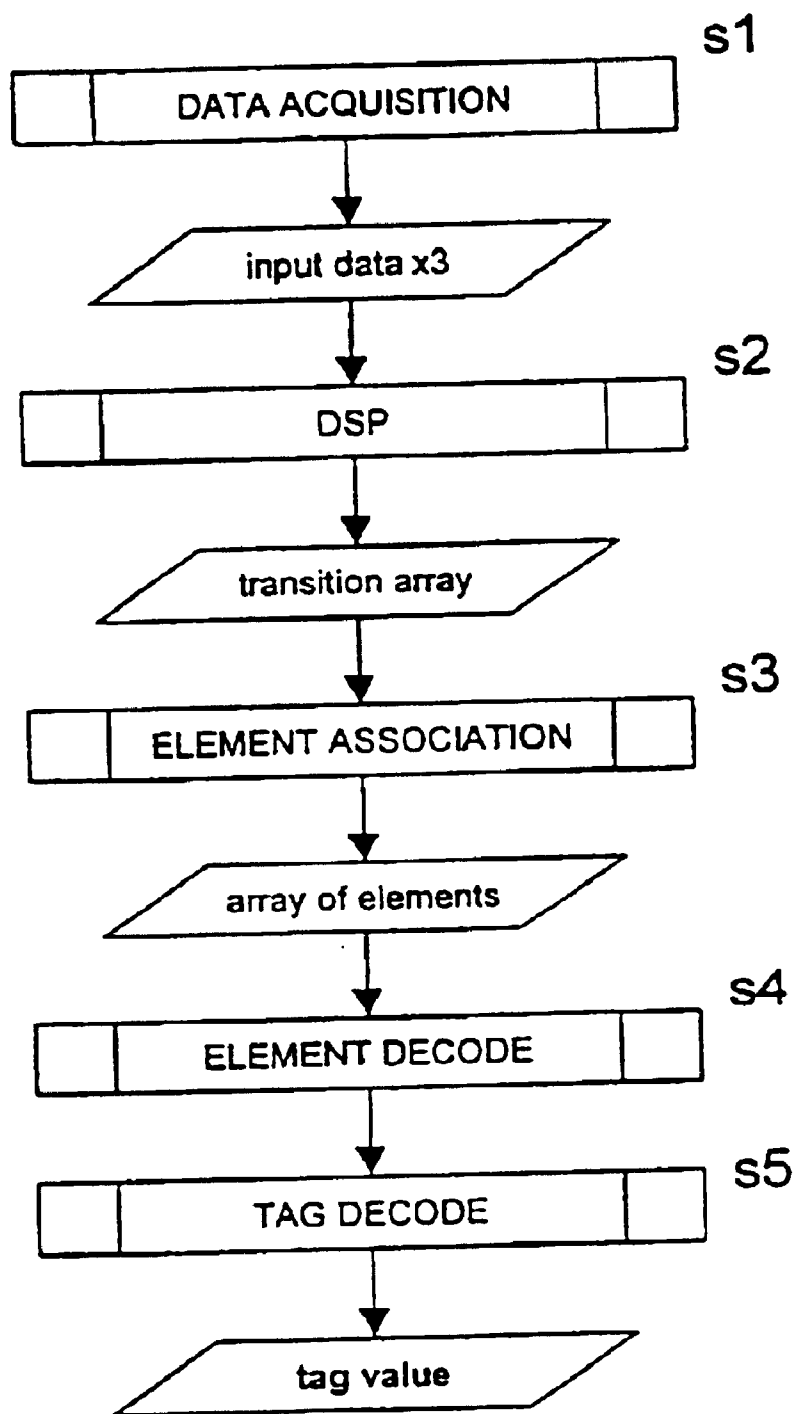 s1
DATA ACQUISITION
input data x3
s2
DSP
transition array
s3
ELEMENT ASSOCIATION
array of elements
s4
ELEMENT DECODE
s5
TAG DECODE
tag value